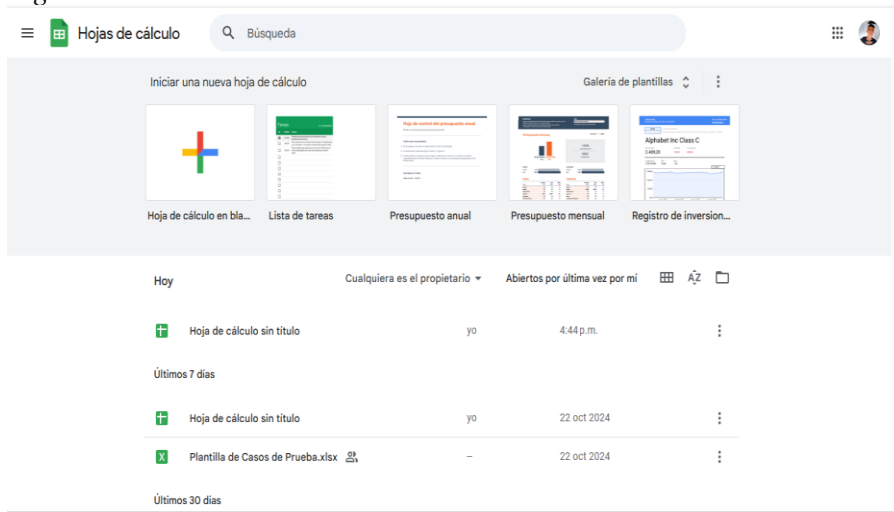 Hojas de cálculo
Búsqueda
Iniciar una nueva hoja de cálculo
Galería de plantillas
Alphabet Inc Class C
Hoja de cálculo en bla...
Lista de tareas
Presupuesto anual
Presupuesto mensual
Registro de inversion...
Hoy
Cualquiera es el propietario
Abiertos por última vez por mí
AZ
Hoja de cálculo sin título
yo
4:44 p.m.
Últimos 7 días
Hoja de cálculo sin título
yo
22 oct 2024
X
Plantilla de Casos de Prueba.xlsx
–
22 oct 2024
Últimos 30 días